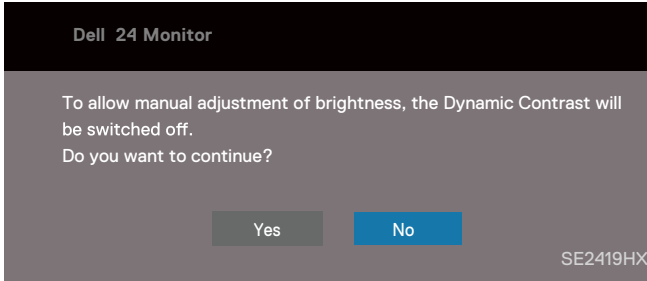 Dell 24 Monitor
To allow manual adjustment of brightness, the Dynamic Contrast will
be switched off.
Do you want to continue?
Yes No
SE2419HX